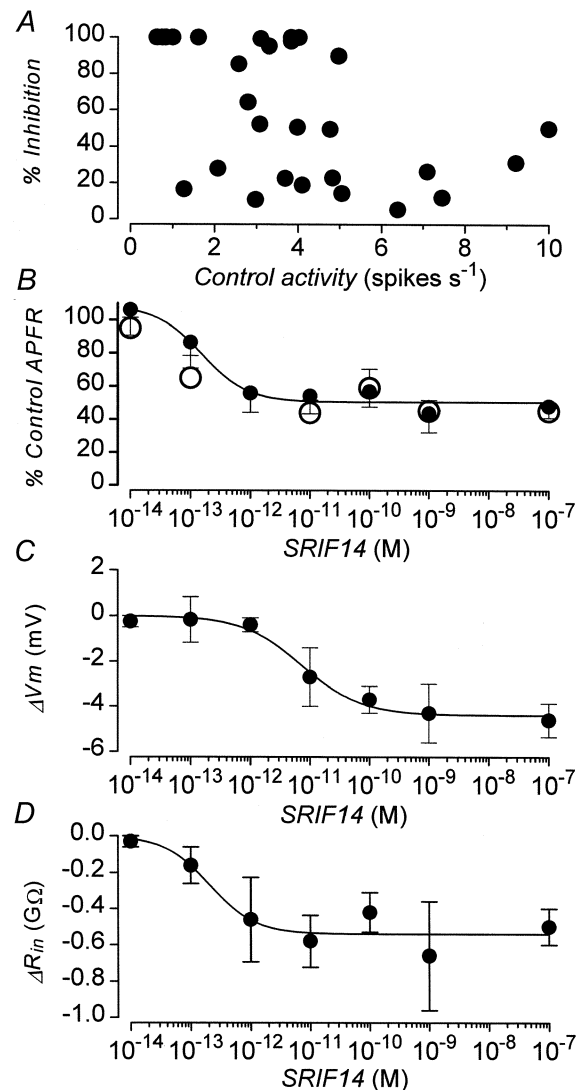 A
% Inhibition
100
80
60
40
20
0
0 2 4 6 8 10
Control activity (spikes s⁻¹)
B
% Control APFR
100
80
60
40
20
0
10⁻¹⁴ 10⁻¹³ 10⁻¹² 10⁻¹¹ 10⁻¹⁰ 10⁻⁹ 10⁻⁸ 10⁻⁷
SRIF14 (M)
C
ΔVm (mV)
2
0
-2
-4
-6
10⁻¹⁴ 10⁻¹³ 10⁻¹² 10⁻¹¹ 10⁻¹⁰ 10⁻⁹ 10⁻⁸ 10⁻⁷
SRIF14 (M)
D
ΔRin (GΩ)
0.0
-0.2
-0.4
-0.6
-0.8
-1.0
10⁻¹⁴ 10⁻¹³ 10⁻¹² 10⁻¹¹ 10⁻¹⁰ 10⁻⁹ 10⁻⁸ 10⁻⁷
SRIF14 (M)